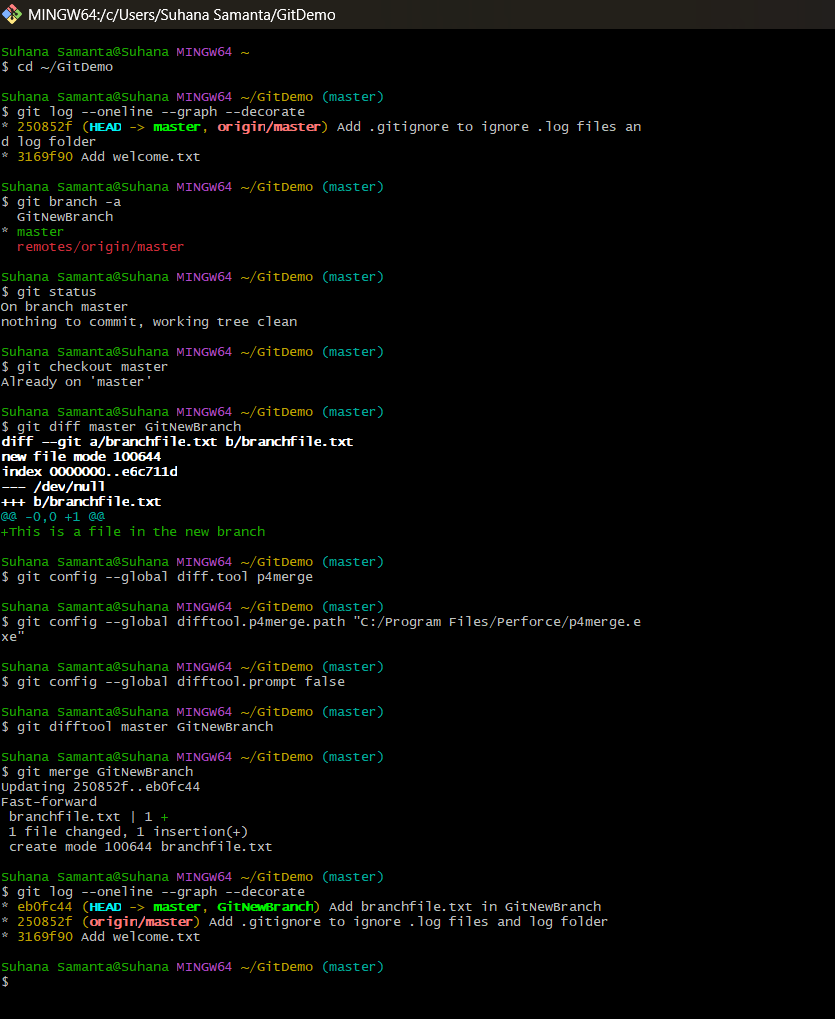 MINGW64:/c/Users/Suhana Samanta/GitDemo
Suhana Samanta@Suhana MINGW64 ~
$ cd ~/GitDemo
Suhana Samanta@Suhana MINGW64 ~/GitDemo (master)
$ git log --oneline --graph --decorate
* 250852f (HEAD -> master, origin/master) Add .gitignore to ignore .log files an
d log folder
* 3169f90 Add welcome.txt
Suhana Samanta@Suhana MINGW64 ~/GitDemo (master)
$ git branch -a
  GitNewBranch
* master
  remotes/origin/master
Suhana Samanta@Suhana MINGW64 ~/GitDemo (master)
$ git status
On branch master
nothing to commit, working tree clean
Suhana Samanta@Suhana MINGW64 ~/GitDemo (master)
$ git checkout master
Already on 'master'
Suhana Samanta@Suhana MINGW64 ~/GitDemo (master)
$ git diff master GitNewBranch
diff --git a/branchfile.txt b/branchfile.txt
new file mode 100644
index 0000000..e6c711d
--- /dev/null
+++ b/branchfile.txt
@@ -0,0 +1 @@
+This is a file in the new branch
Suhana Samanta@Suhana MINGW64 ~/GitDemo (master)
$ git config --global diff.tool p4merge
Suhana Samanta@Suhana MINGW64 ~/GitDemo (master)
$ git config --global difftool.p4merge.path "C:/Program Files/Perforce/p4merge.e
xe"
Suhana Samanta@Suhana MINGW64 ~/GitDemo (master)
$ git config --global difftool.prompt false
Suhana Samanta@Suhana MINGW64 ~/GitDemo (master)
$ git difftool master GitNewBranch
Suhana Samanta@Suhana MINGW64 ~/GitDemo (master)
$ git merge GitNewBranch
Updating 250852f..eb0fc44
Fast-forward
 branchfile.txt | 1 +
 1 file changed, 1 insertion(+)
 create mode 100644 branchfile.txt
Suhana Samanta@Suhana MINGW64 ~/GitDemo (master)
$ git log --oneline --graph --decorate
* eb0fc44 (HEAD -> master, GitNewBranch) Add branchfile.txt in GitNewBranch
* 250852f (origin/master) Add .gitignore to ignore .log files and log folder
* 3169f90 Add welcome.txt
Suhana Samanta@Suhana MINGW64 ~/GitDemo (master)
$